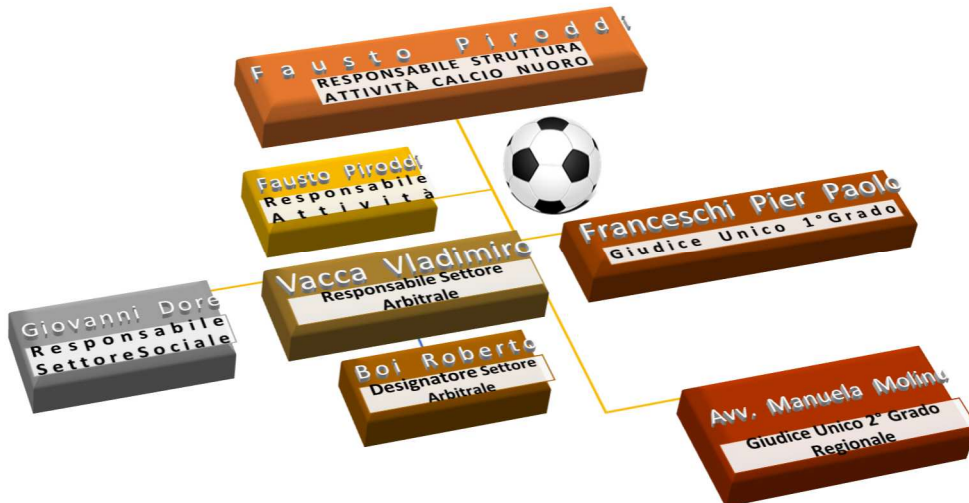 Fausto Piroddi
RESPONSABILE STRUTTURA
ATTIVITÀ CALCIO NUORO
Fausto Piroddi
Responsabile
Attività
Franceschi Pier Paolo
Giudice Unico 1° Grado
Vacca Vladimiro
Responsabile Settore
Arbitrale
Giovanni Dore
Responsabile
Settore Sociale
Boi Roberto
Designatore Settore
Arbitrale
Avv. Manuela Molinu
Giudice Unico 2° Grado
Regionale